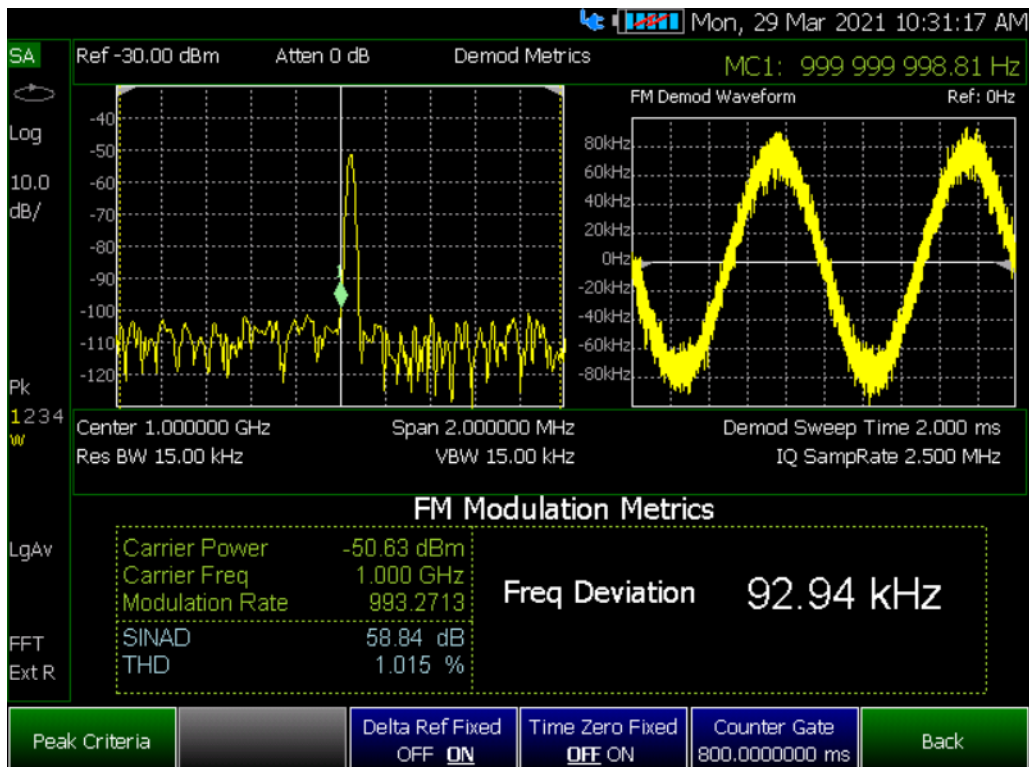 Mon, 29 Mar 2021 10:31:17 AM
SA
Ref -30.00 dBm Atten 0 dB Demod Metrics MC1: 999 999 998.81 Hz
FM Demod Waveform Ref: 0Hz
Log
10.0
dB/
-40
-50
-60
-70
-80
-90
-100
-110
-120
1
80kHz
60kHz
40kHz
20kHz
0Hz
-20kHz
-40kHz
-60kHz
-80kHz
Pk
1234
W
Center 1.000000 GHz Span 2.000000 MHz Demod Sweep Time 2.000 ms
Res BW 15.00 kHz VBW 15.00 kHz IQ SampRate 2.500 MHz
FM Modulation Metrics
LgAv
Carrier Power -50.63 dBm
Carrier Freq 1.000 GHz
Modulation Rate 993.2713
Freq Deviation 92.94 kHz
SINAD 58.84 dB
THD 1.015 %
FFT
Ext R
Peak Criteria
Delta Ref Fixed
OFF ON
Time Zero Fixed
OFF ON
Counter Gate
800.0000000 ms
Back